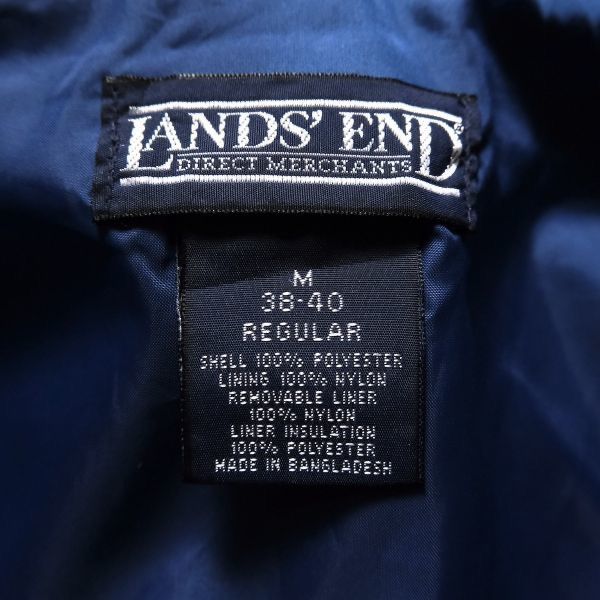 LANDS' END
DIRECT MERCHANTS
M
38-40
REGULAR
SHELL 100% POLYESTER
LINING 100% NYLON
REMOVABLE LINER
100% NYLON
LINER INSULATION
100% POLYESTER
MADE IN BANGLADESH